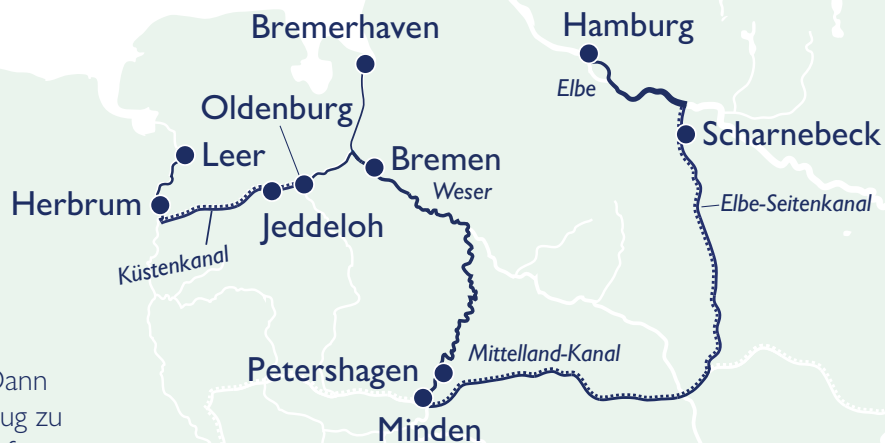 Bremerhaven
Hamburg
Elbe
Oldenburg
Scharnebeck
Leer
Bremen
Weser
Herbrum
Elbe-Seitenkanal
Jeddeloh
Küstenkanal
Mittelland-Kanal
Petershagen
Minden
Dann
ug zu